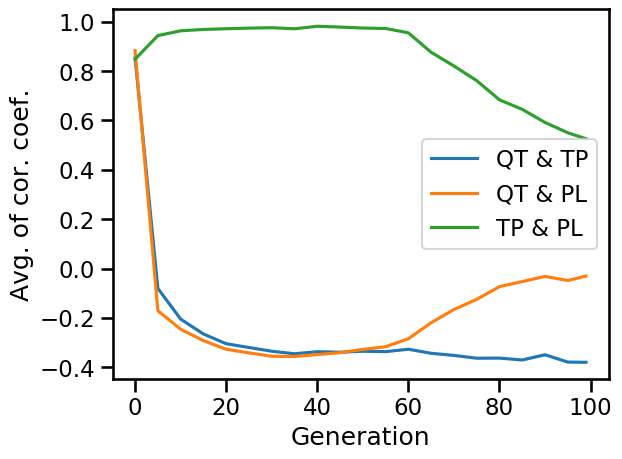 1.0
0.8
0.6
0.4
0.2
0.0
−0.2
−0.4
Avg. of cor. coef.
QT & TP
QT & PL
TP & PL
0 20 40 60 80 100
Generation